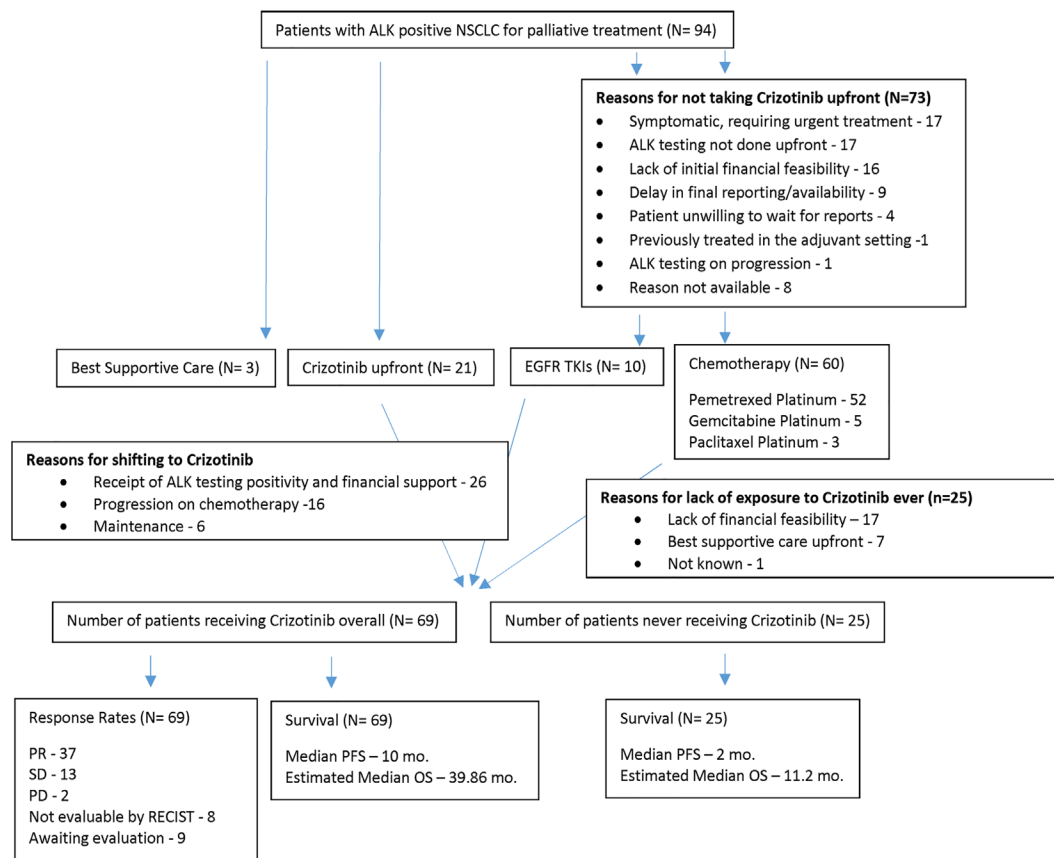 Patients with ALK positive NSCLC for palliative treatment (N= 94)
Reasons for not taking Crizotinib upfront (N=73)
• Symptomatic, requiring urgent treatment - 17
• ALK testing not done upfront - 17
• Lack of initial financial feasibility - 16
• Delay in final reporting/availability - 9
• Patient unwilling to wait for reports - 4
• Previously treated in the adjuvant setting -1
• ALK testing on progression - 1
• Reason not available - 8
Best Supportive Care (N= 3)
Crizotinib upfront (N= 21)
EGFR TKIs (N= 10)
Chemotherapy (N= 60)
Pemetrexed Platinum - 52
Gemcitabine Platinum - 5
Paclitaxel Platinum - 3
Reasons for shifting to Crizotinib
• Receipt of ALK testing positivity and financial support - 26
• Progression on chemotherapy -16
• Maintenance - 6
Reasons for lack of exposure to Crizotinib ever (n=25)
• Lack of financial feasibility – 17
• Best supportive care upfront - 7
• Not known - 1
Number of patients receiving Crizotinib overall (N= 69)
Number of patients never receiving Crizotinib (N= 25)
Response Rates (N= 69)
PR - 37
SD - 13
PD - 2
Not evaluable by RECIST - 8
Awaiting evaluation - 9
Survival (N= 69)
Median PFS – 10 mo.
Estimated Median OS – 39.86 mo.
Survival (N= 25)
Median PFS – 2 mo.
Estimated Median OS – 11.2 mo.